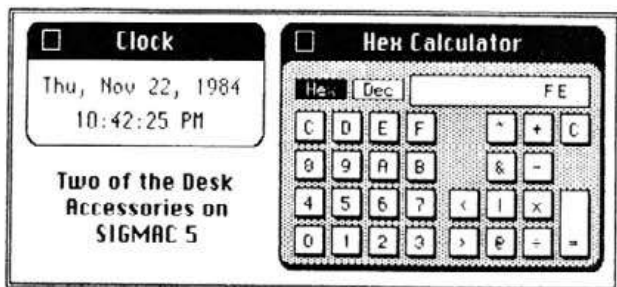 Clock
Thu, Nov 22, 1984
10:42:25 PM
Two of the Desk
Accessories on
SIGMAC 5
Hex Calculator
Hex Dec FE
C D E F ^ + C
8 9 A B & -
4 5 6 7 < | x
0 1 2 3 > @ ÷ =